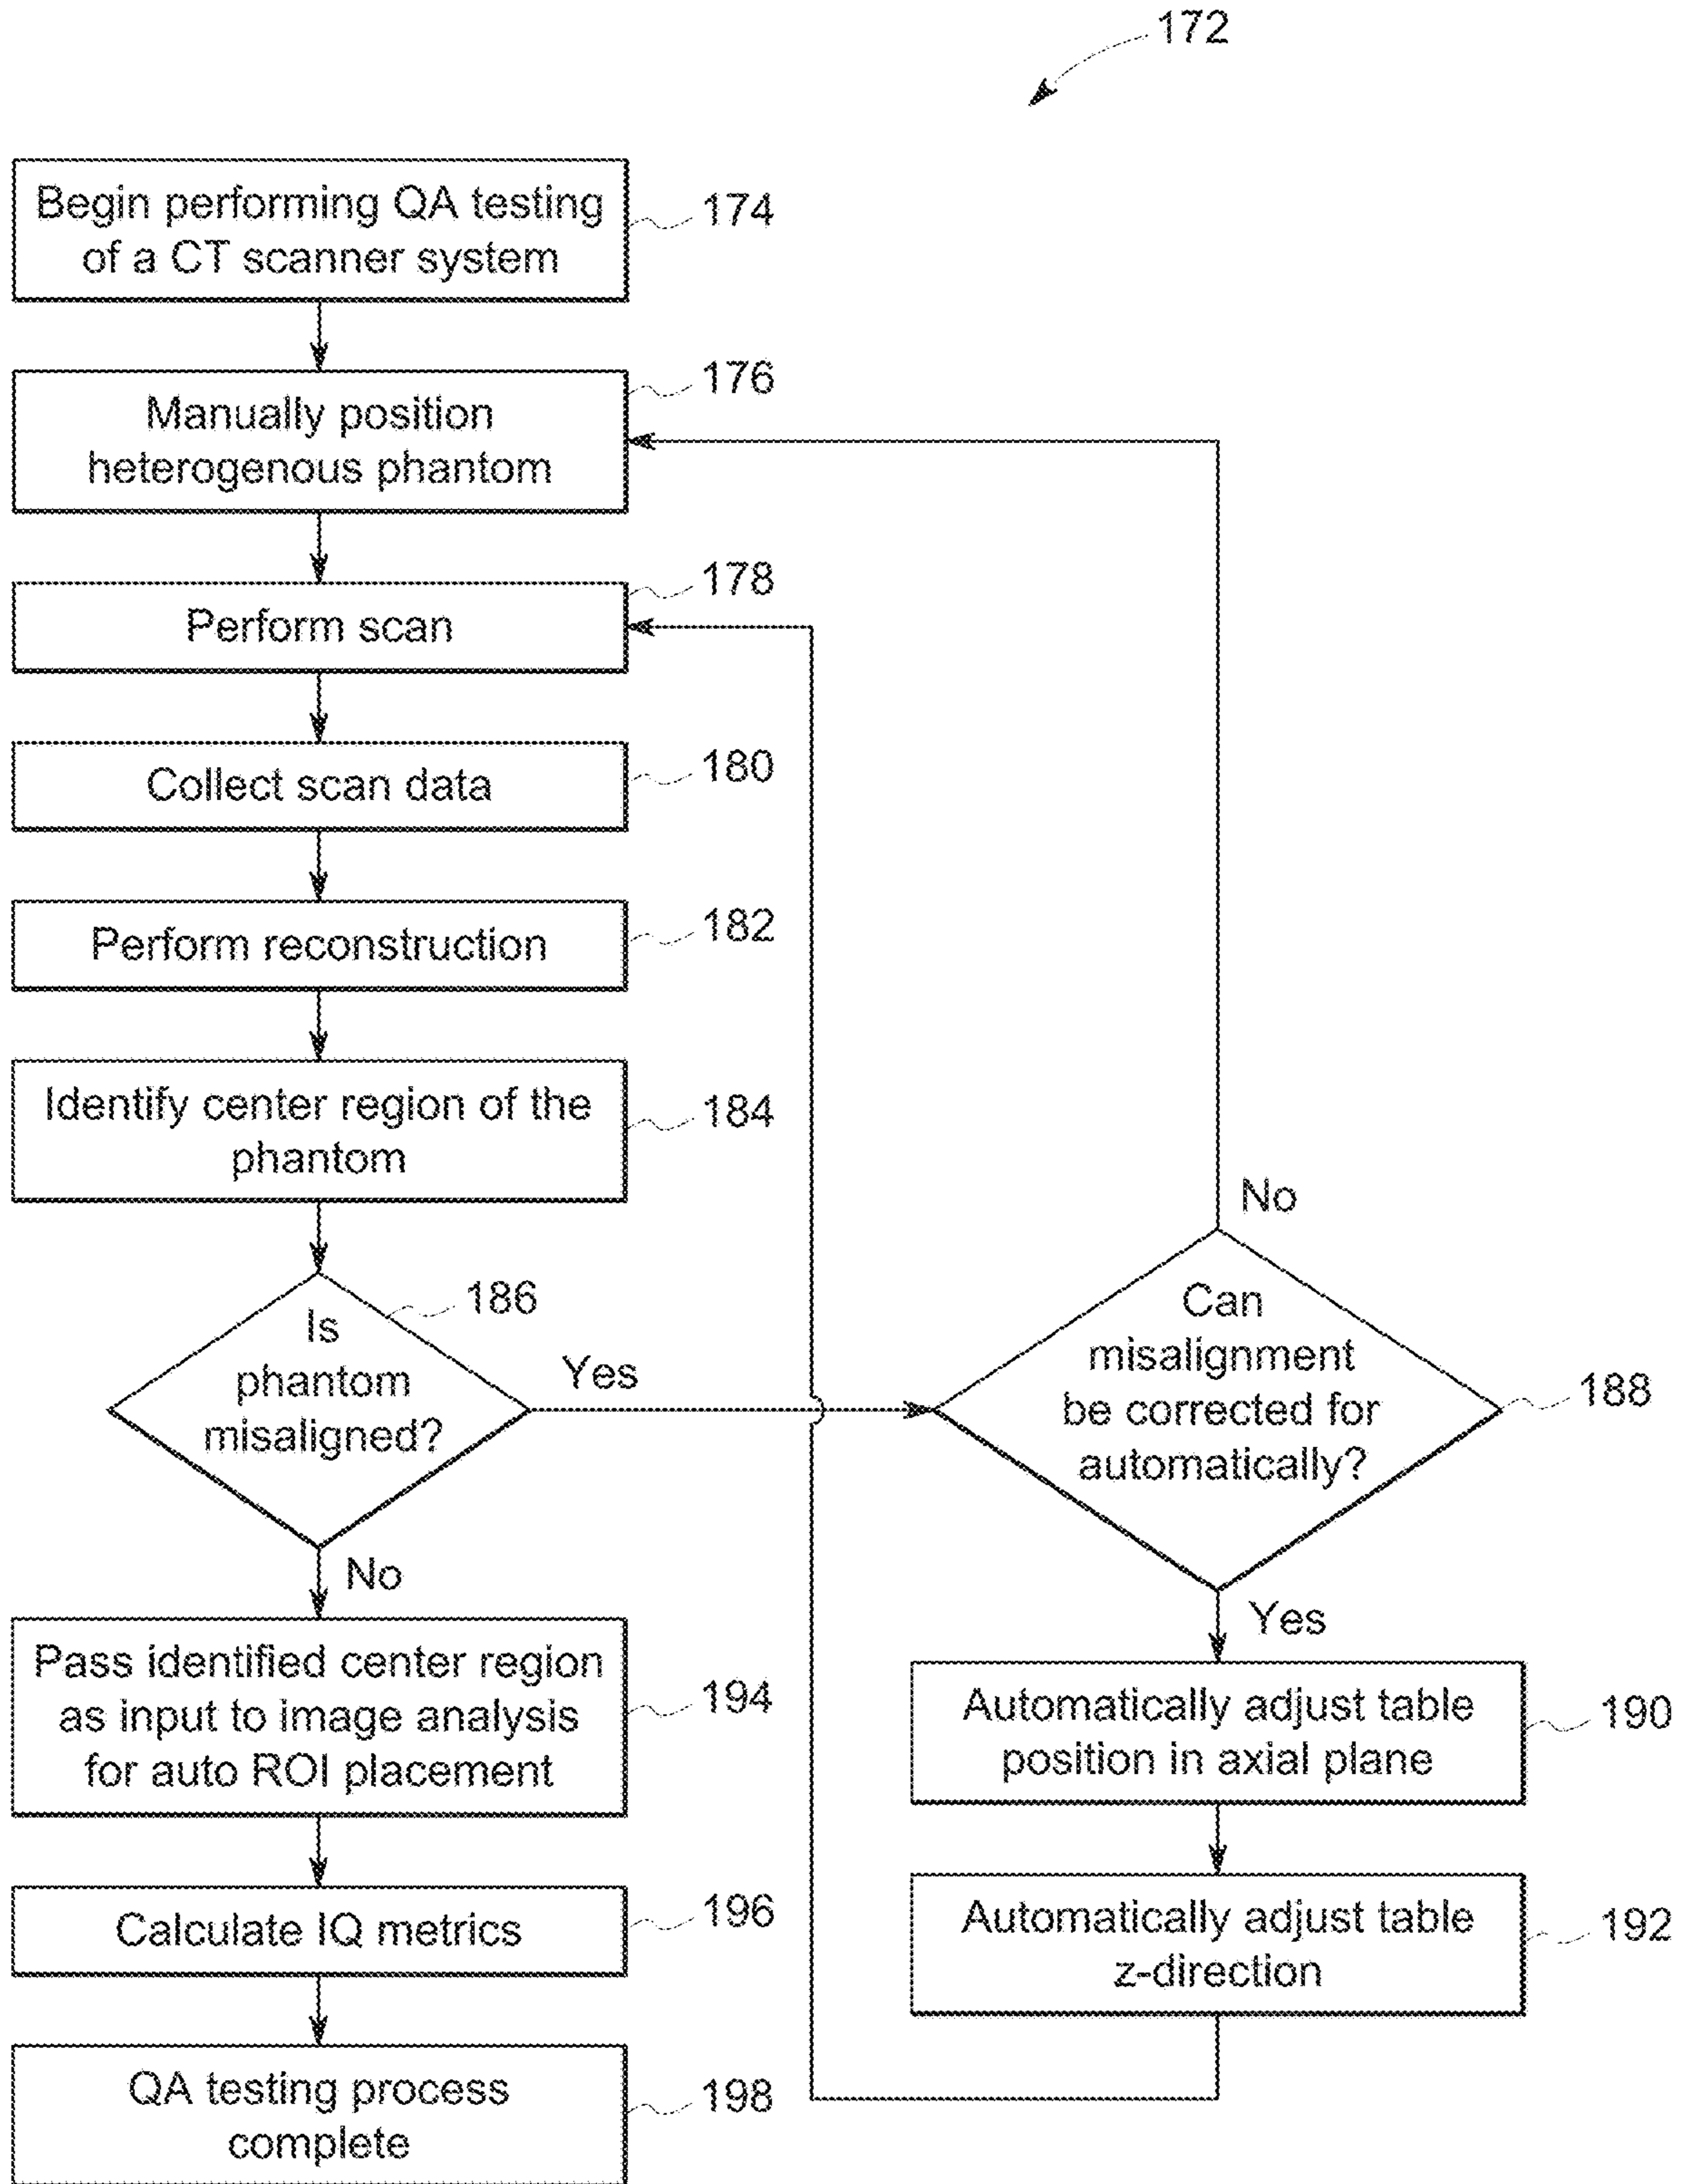 172
Begin performing QA testing
of a CT scanner system
174
Manually position
heterogenous phantom
176
Perform scan
178
Collect scan data
180
Perform reconstruction
182
Identify center region of the
phantom
184
Is
phantom
misaligned?
186
Yes
No
Can
misalignment
be corrected for
automatically?
188
No
Yes
Automatically adjust table
position in axial plane
190
Automatically adjust table
z-direction
192
Pass identified center region
as input to image analysis
for auto ROI placement
194
Calculate IQ metrics
196
QA testing process
complete
198